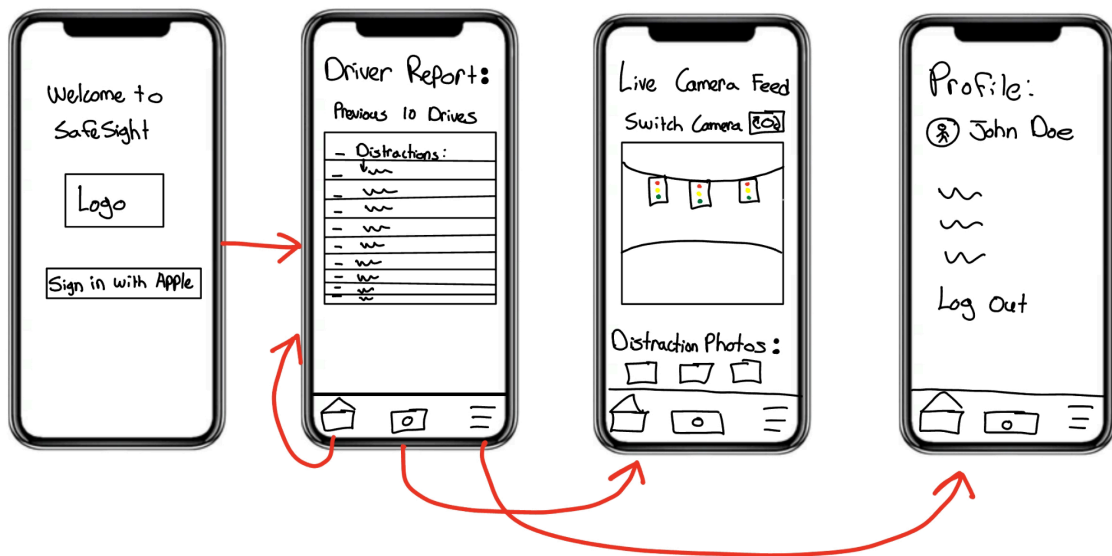 Welcome to
SafeSight
Logo
Sign in with Apple
Driver Report:
Previous 10 Drives
- Distractions:
Live Camera Feed
Switch Camera
Distraction Photos:
Profile:
John Doe
Log Out